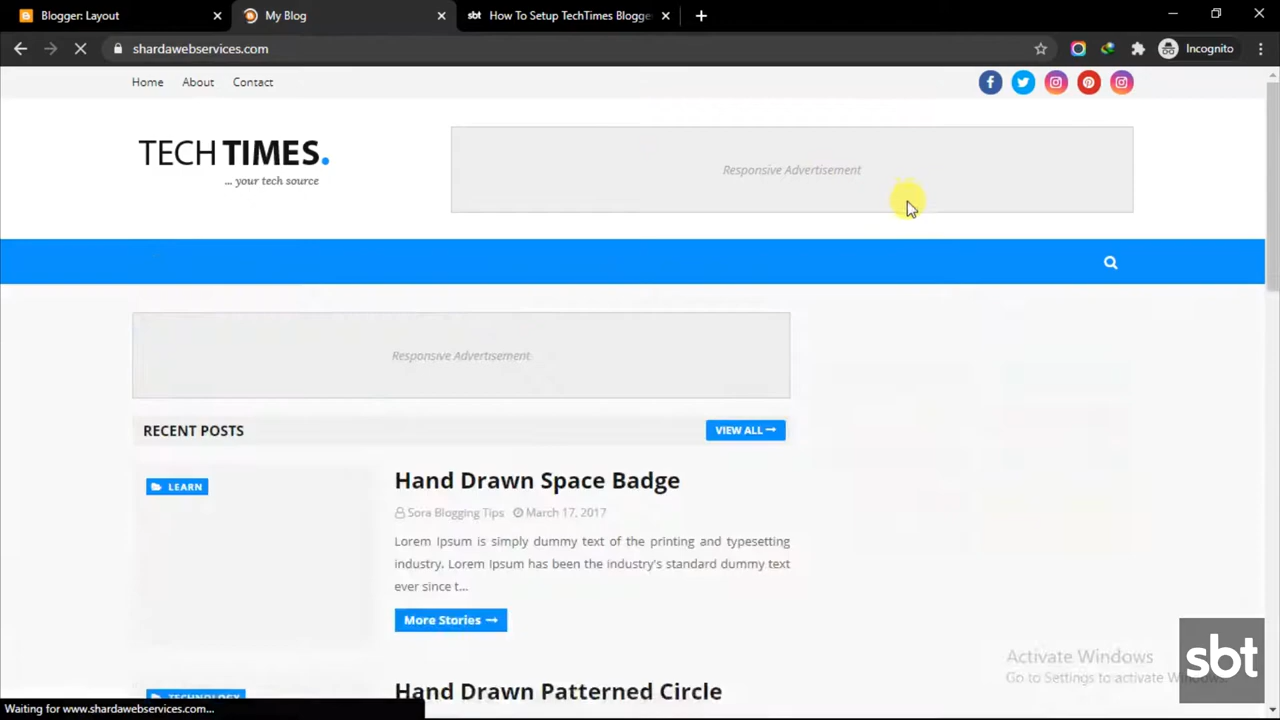 Blogger: Layout
My Blog
sbt How To Setup TechTimes Blogge
shardawebservices.com
Incognito
Home About Contact
TECH TIMES.
... your tech source
Responsive Advertisement
Responsive Advertisement
RECENT POSTS
VIEW ALL
LEARN
Hand Drawn Space Badge
Sora Blogging Tips March 17, 2017
Lorem Ipsum is simply dummy text of the printing and typesetting
industry. Lorem Ipsum has been the industry's standard dummy text
ever since t...
More Stories
TECHNOLOGY
Hand Drawn Patterned Circle
Activate Windows
Go to Settings to activate Windows.
sbt
Waiting for www.shardawebservices.com...